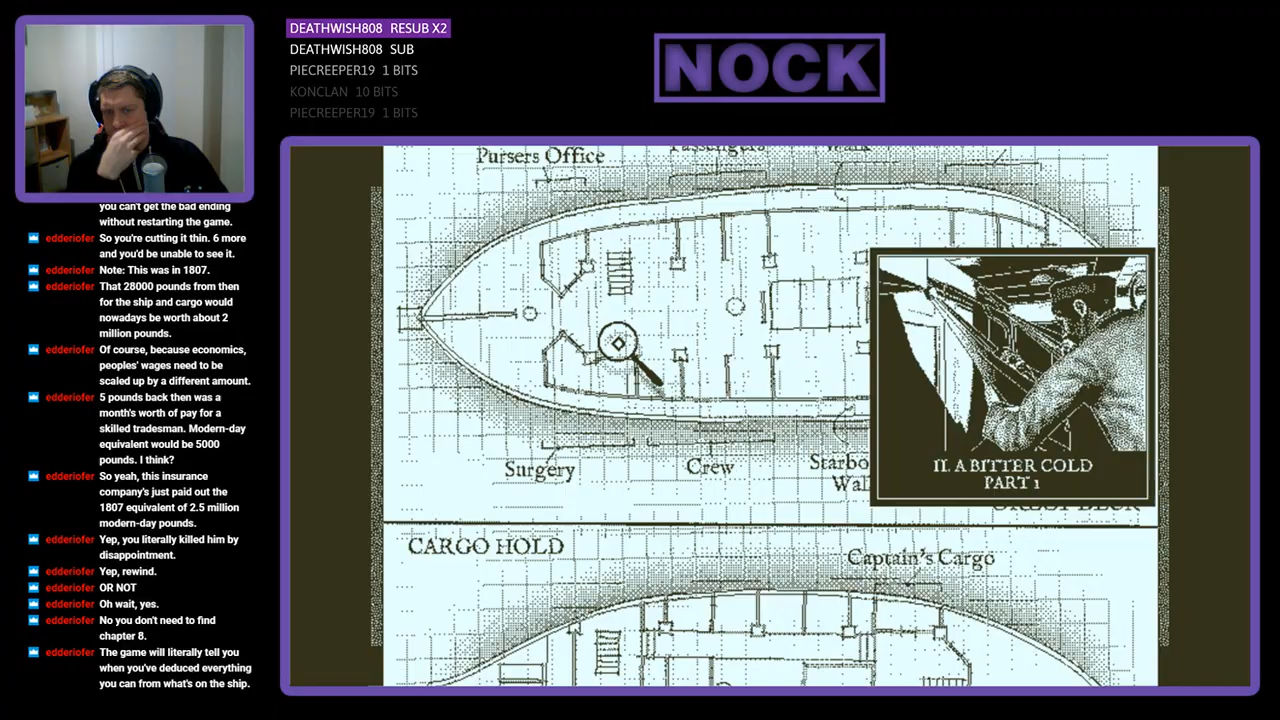 DEATHWISH808 RESUB X2
DEATHWISH808 SUB
PIECREEPER19 1 BITS
KONCLAN 10 BITS
PIECREEPER19 1 BITS
NOCK
you can't get the bad ending
without restarting the game.
edderiofer So you're cutting it thin. 6 more
and you'd be unable to see it.
edderiofer Note: This was in 1807.
edderiofer That 28000 pounds from then
for the ship and cargo would
nowadays be worth about 2
million pounds.
edderiofer Of course, because economics,
peoples' wages need to be
scaled up by a different amount.
edderiofer 5 pounds back then was a
month's worth of pay for a
skilled tradesman. Modern-day
equivalent would be 5000
pounds. I think?
edderiofer So yeah, this insurance
company's just paid out the
1807 equivalent of 2.5 million
modern-day pounds.
edderiofer Yep, you literally killed him by
disappointment.
edderiofer Yep, rewind.
edderiofer OR NOT
edderiofer Oh wait, yes.
edderiofer No you don't need to find
chapter 8.
edderiofer The game will literally tell you
when you've deduced everything
you can from what's on the ship.
Pursers Office
Passengers
Surgery
Crew
Starbo
Wal
II. A BITTER COLD
PART 1
CARGO HOLD
Captain's Cargo